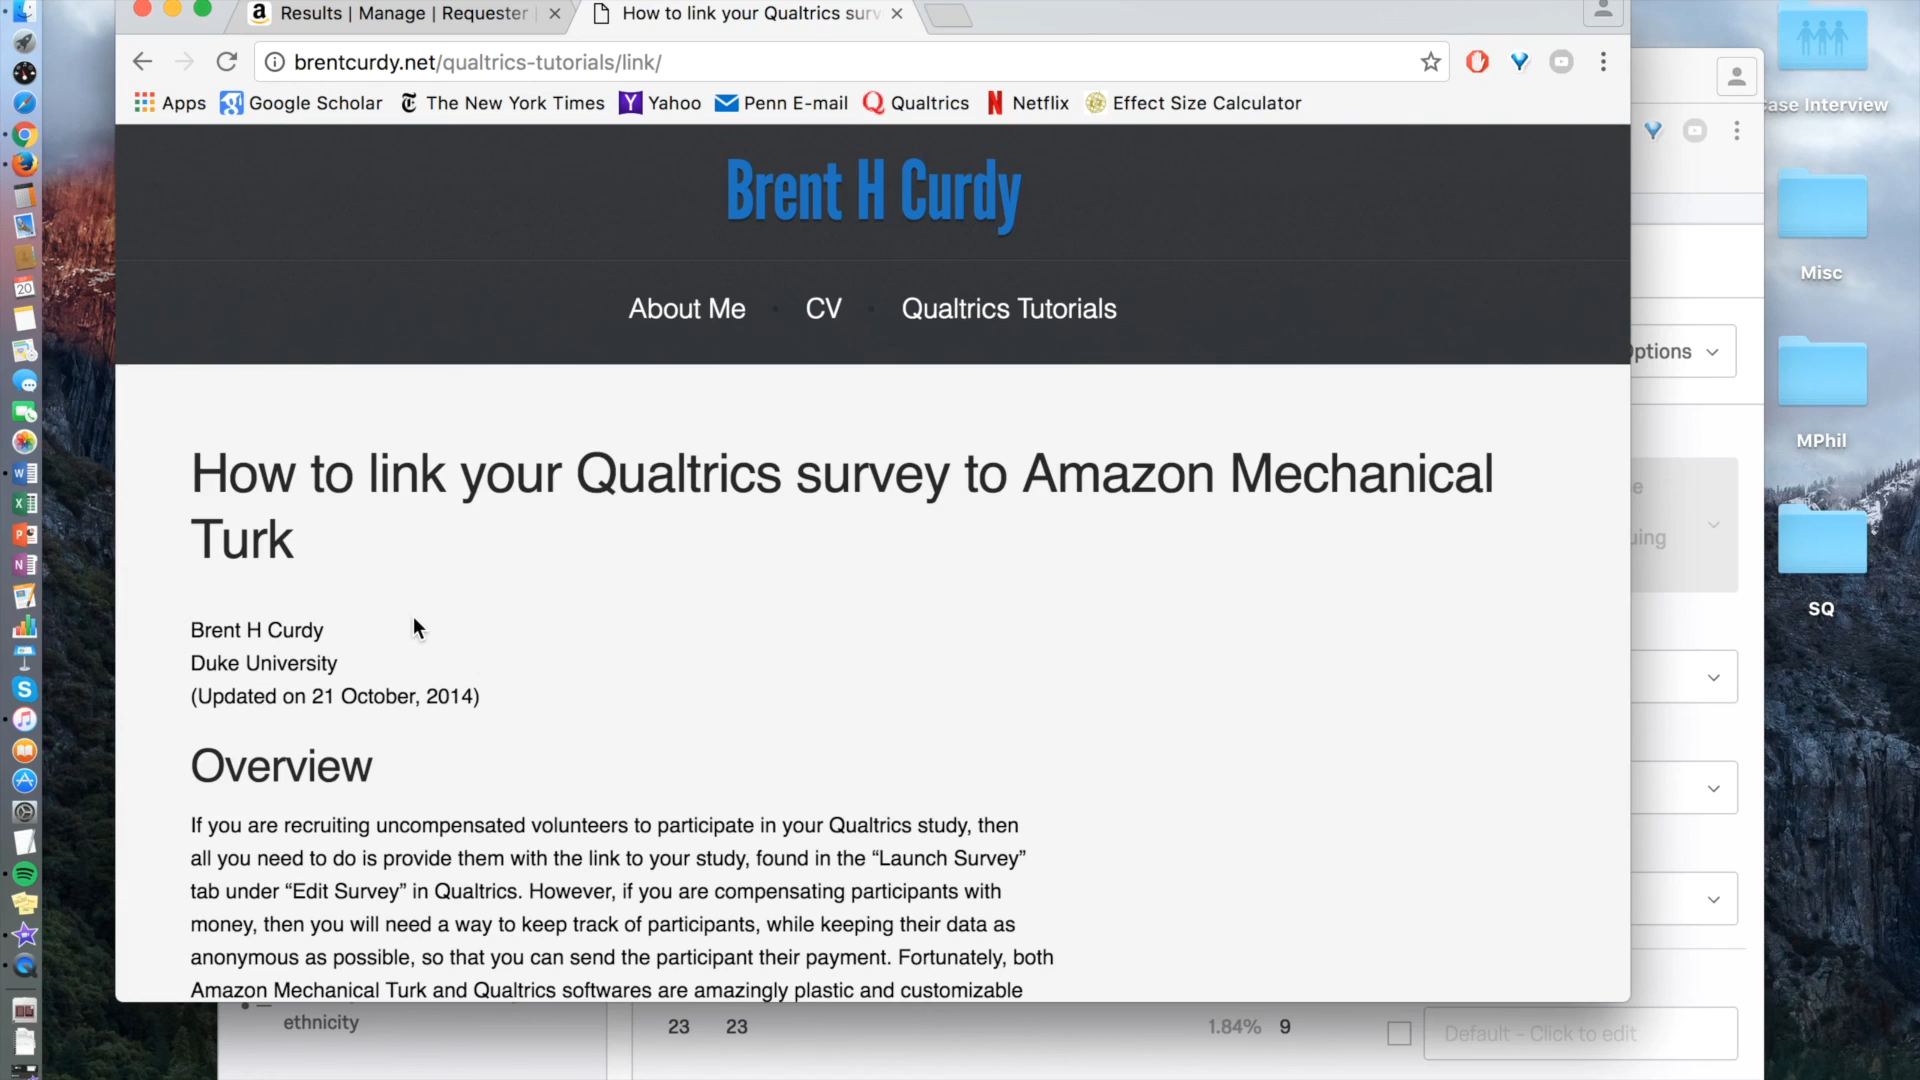 Results | Manage | Requester
How to link your Qualtrics surv
brentcurdy.net/qualtrics-tutorials/link/
Apps
Google Scholar
The New York Times
Yahoo
Penn E-mail
Qualtrics
Netflix
Effect Size Calculator
Brent H Curdy
About Me
CV
Qualtrics Tutorials
How to link your Qualtrics survey to Amazon Mechanical
Turk
Brent H Curdy
Duke University
(Updated on 21 October, 2014)
Overview
If you are recruiting uncompensated volunteers to participate in your Qualtrics study, then
all you need to do is provide them with the link to your study, found in the “Launch Survey”
tab under “Edit Survey” in Qualtrics. However, if you are compensating participants with
money, then you will need a way to keep track of participants, while keeping their data as
anonymous as possible, so that you can send the participant their payment. Fortunately, both
Amazon Mechanical Turk and Qualtrics softwares are amazingly plastic and customizable
ethnicity
23 23 1.84% 9
Default - Click to edit
ptions
uing
ase Interview
Misc
MPhil
SQ
20